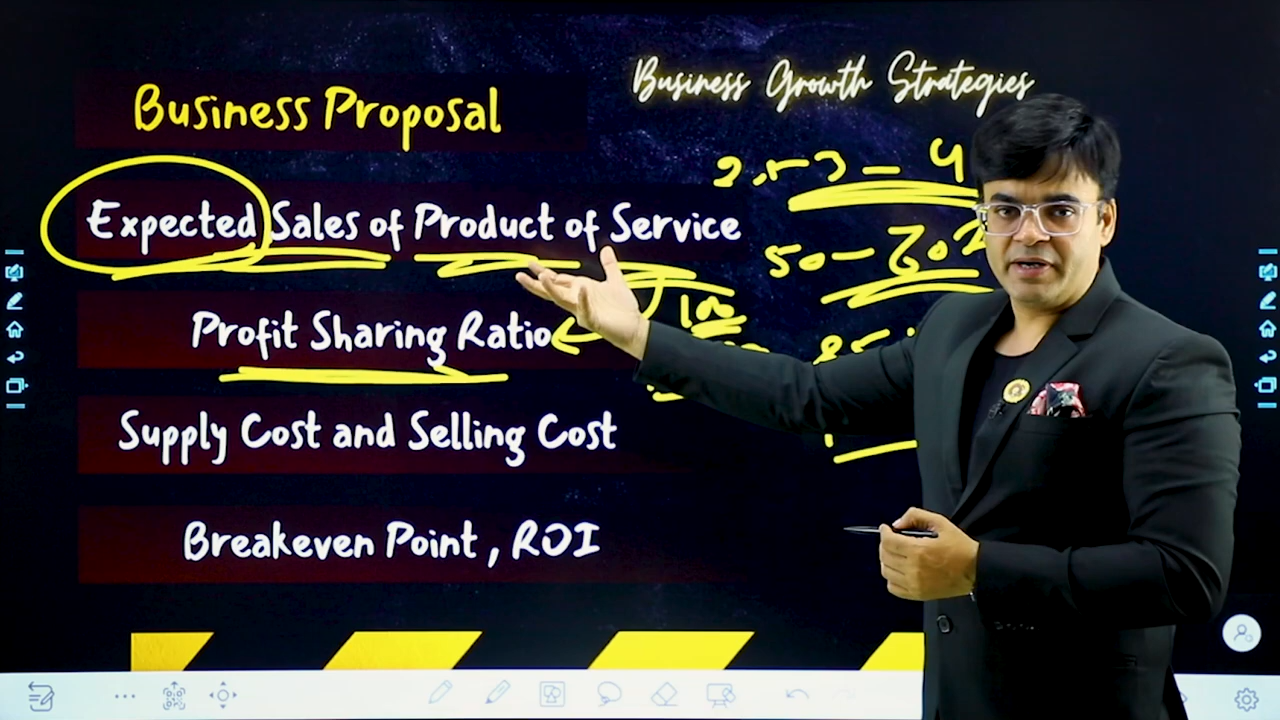 Business Growth Strategies
Business Proposal
Expected Sales of Product of Service
Profit Sharing Ratio
Supply Cost and Selling Cost
Breakeven Point , ROI